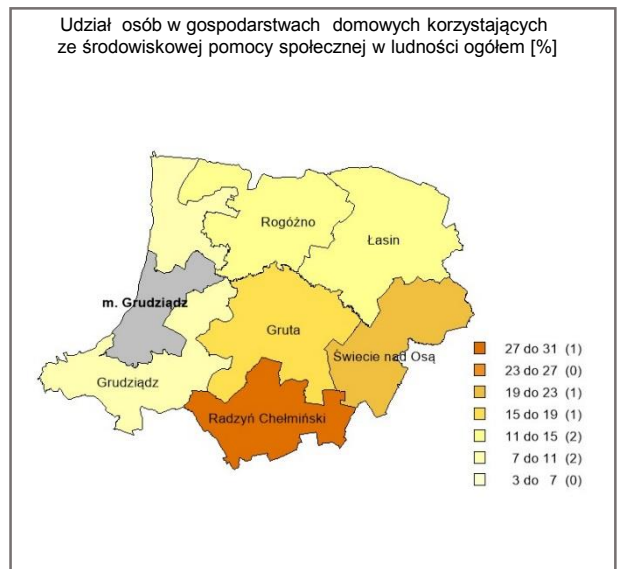 Udział osób w gospodarstwach domowych korzystających
ze środowiskowej pomocy społecznej w ludności ogółem [%]
Rogóżno
Łasin
m. Grudziądz
Gruta
Świecie nad Osą
Grudziądz
Radzyń Chełmiński
27 do 31 (1)
23 do 27 (0)
19 do 23 (1)
15 do 19 (1)
11 do 15 (2)
7 do 11 (2)
3 do 7 (0)